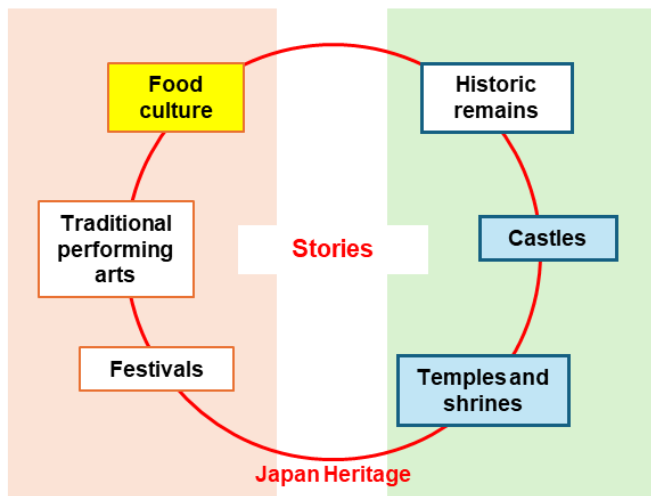 Food
culture
Historic
remains
Traditional
performing
arts
Stories
Castles
Festivals
Temples and
shrines
Japan Heritage